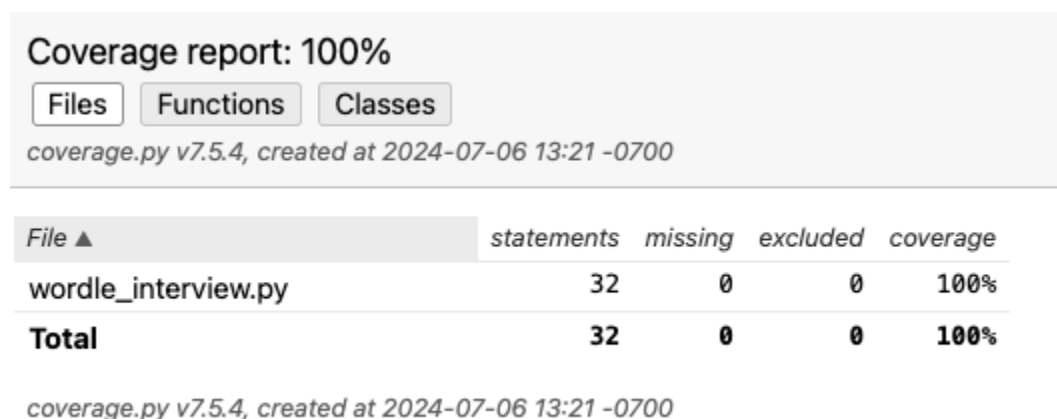 Coverage report: 100%
Files Functions Classes
coverage.py v7.5.4, created at 2024-07-06 13:21 -0700
File ▲ statements missing excluded coverage
wordle_interview.py 32 0 0 100%
Total 32 0 0 100%
coverage.py v7.5.4, created at 2024-07-06 13:21 -0700